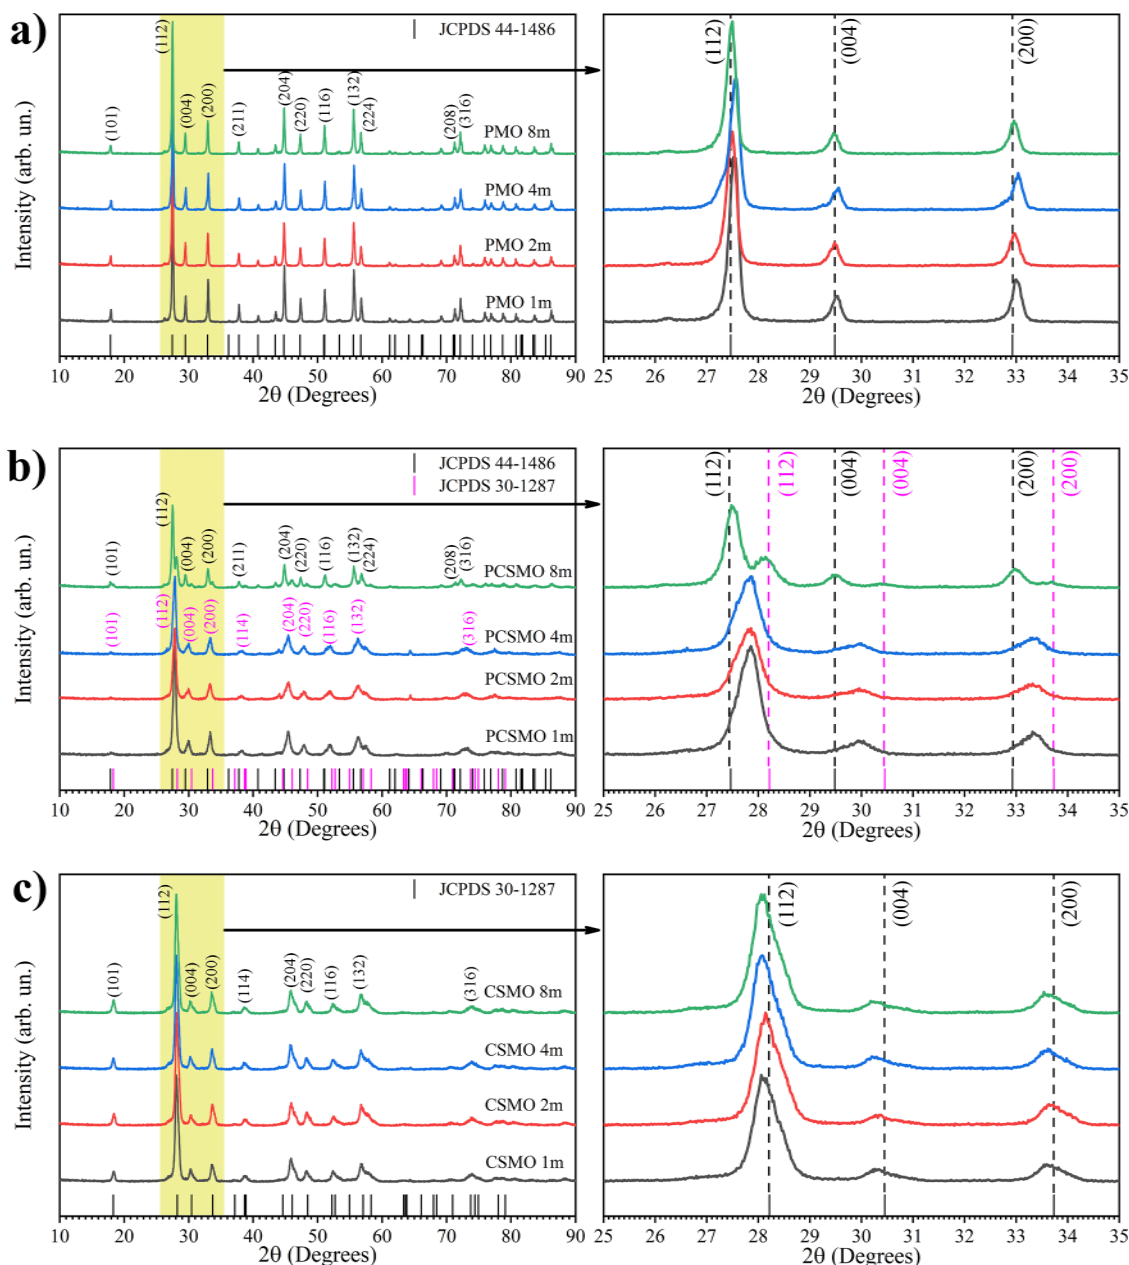 a)
JCPDS 44-1486
(101)
(112)
(004)
(200)
(211)
(204)
(220)
(116)
(132)
(224)
(208)
(316)
PMO 8m
PMO 4m
PMO 2m
PMO 1m
Intensity (arb. un.)
10 20 30 40 50 60 70 80 90
2θ (Degrees)
(112)
(004)
(200)
25 26 27 28 29 30 31 32 33 34 35
2θ (Degrees)
b)
JCPDS 44-1486
JCPDS 30-1287
(101)
(112)
(004)
(200)
(211)
(204)
(220)
(116)
(132)
(224)
(208)
(316)
PCSMO 8m
(101)
(112)
(004)
(200)
(114)
(204)
(220)
(116)
(132)
(316)
PCSMO 4m
PCSMO 2m
PCSMO 1m
Intensity (arb. un.)
10 20 30 40 50 60 70 80 90
2θ (Degrees)
(112)
(112)
(004)
(004)
(200)
(200)
25 26 27 28 29 30 31 32 33 34 35
2θ (Degrees)
c)
JCPDS 30-1287
(101)
(112)
(004)
(200)
(114)
(204)
(220)
(116)
(132)
(316)
CSMO 8m
CSMO 4m
CSMO 2m
CSMO 1m
Intensity (arb. un.)
10 20 30 40 50 60 70 80 90
2θ (Degrees)
(112)
(004)
(200)
25 26 27 28 29 30 31 32 33 34 35
2θ (Degrees)